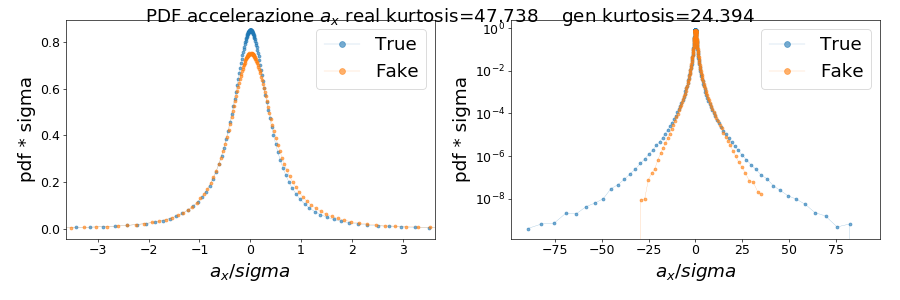 PDF accelerazione a_x real kurtosis=47.738    gen kurtosis=24.394
pdf * sigma
0.8
0.6
0.4
0.2
0.0
True
Fake
−3 −2 −1 0 1 2 3
a_x/sigma
pdf * sigma
10^0
10^−2
10^−4
10^−6
10^−8
True
Fake
−75 −50 −25 0 25 50 75
a_x/sigma